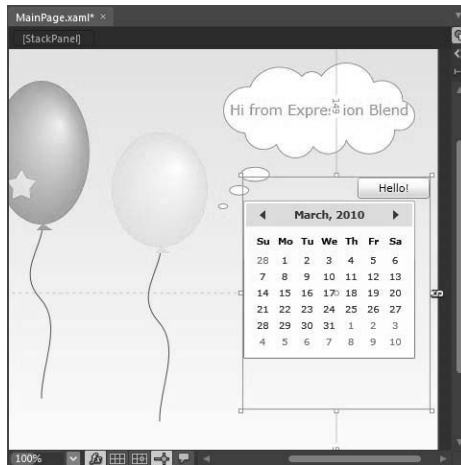 MainPage.xaml* ×
[StackPanel]
Hi from Expression Blend
149
Hello!
March, 2010
Su Mo Tu We Th Fr Sa
28 1 2 3 4 5 6
7 8 9 10 11 12 13
14 15 16 17 18 19 20
21 22 23 24 25 26 27
28 29 30 31 1 2 3
4 5 6 7 8 9 10
100%